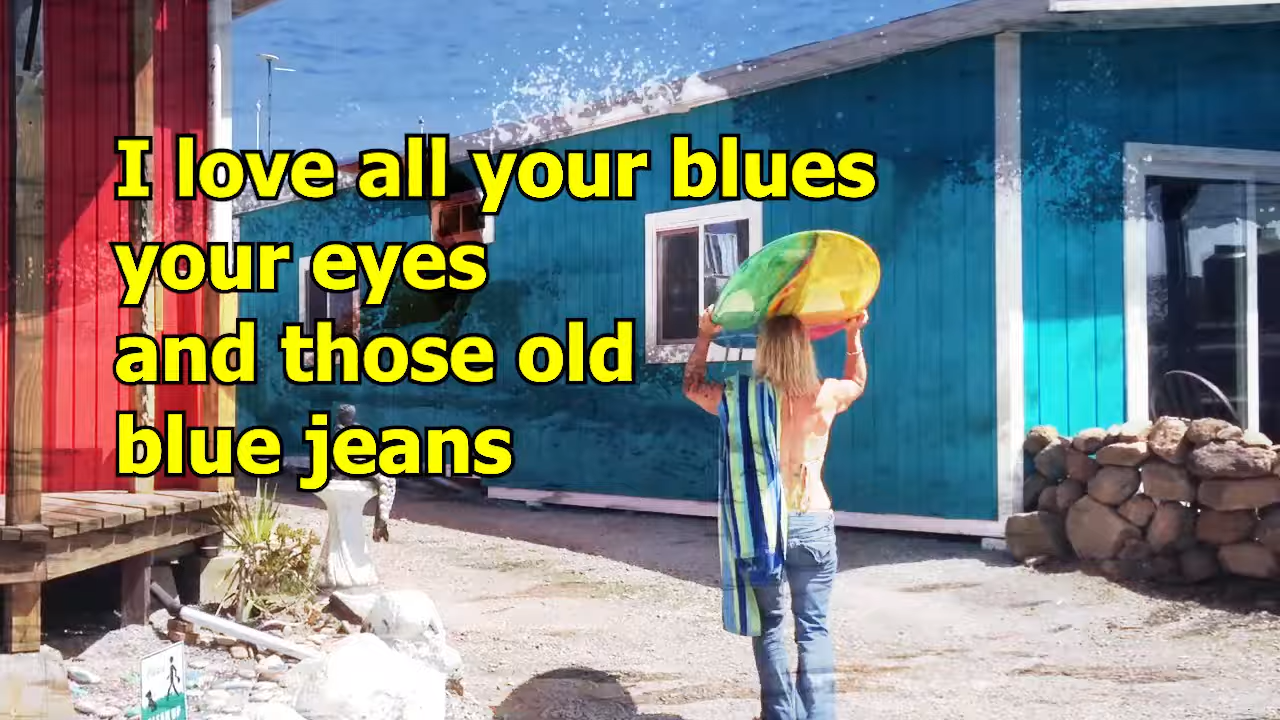 I love all your blues
your eyes
and those old
blue jeans